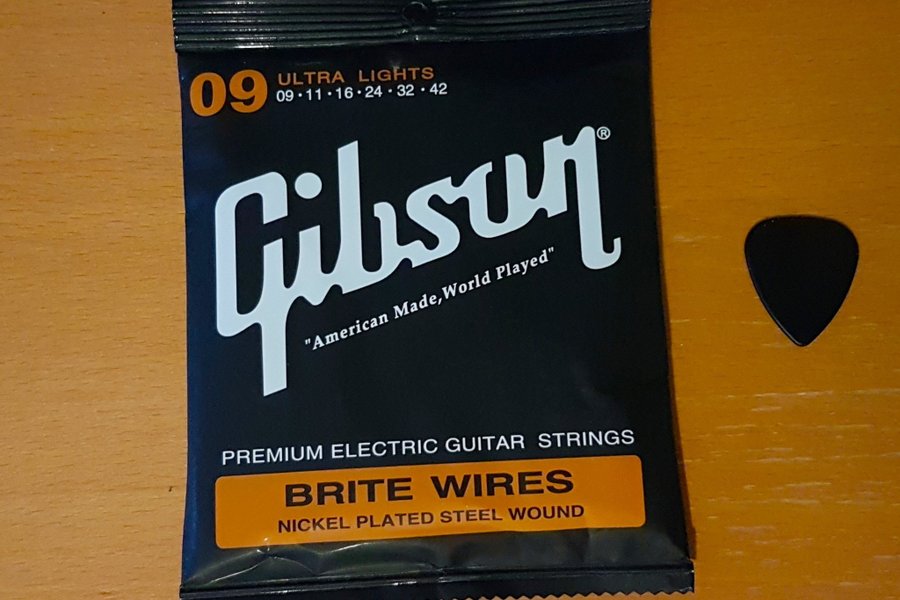 09 ULTRA LIGHTS
09·11·16·24·32·42
Gibson®
"American Made,World Played"
PREMIUM ELECTRIC GUITAR STRINGS
BRITE WIRES
NICKEL PLATED STEEL WOUND